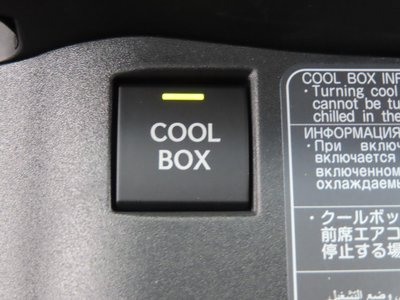 COOL
BOX
COOL BOX INF
・Turning cool
cannot be tu
chilled in the
ИНФОРМАЦИЯ
・При включ
включается
включенном
охлаждаемы
・クールボッ
前席エアコ
停止する場